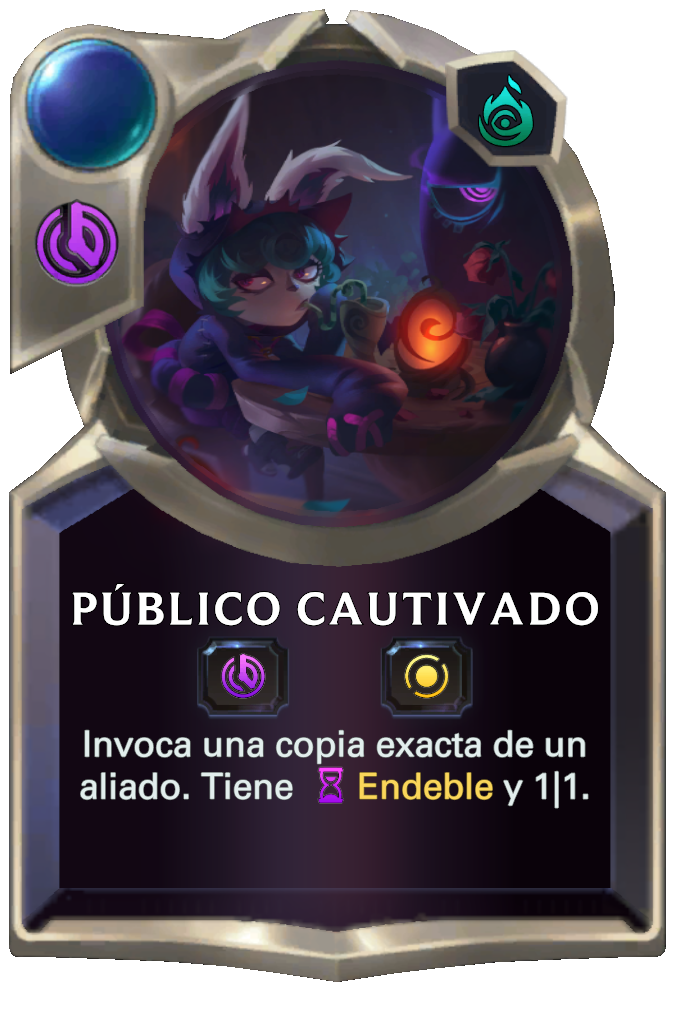 PÚBLICO CAUTIVADO
Invoca una copia exacta de un
aliado. Tiene Endeble y 1|1.